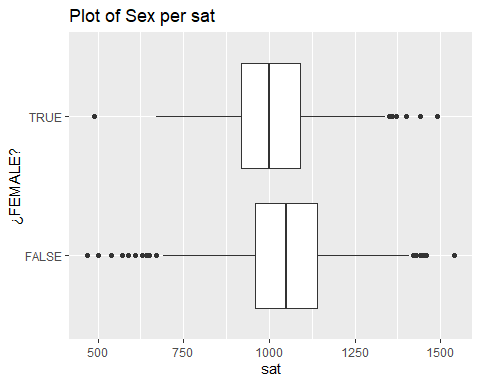 Plot of Sex per sat
¿FEMALE?
TRUE
FALSE
500 750 1000 1250 1500
sat